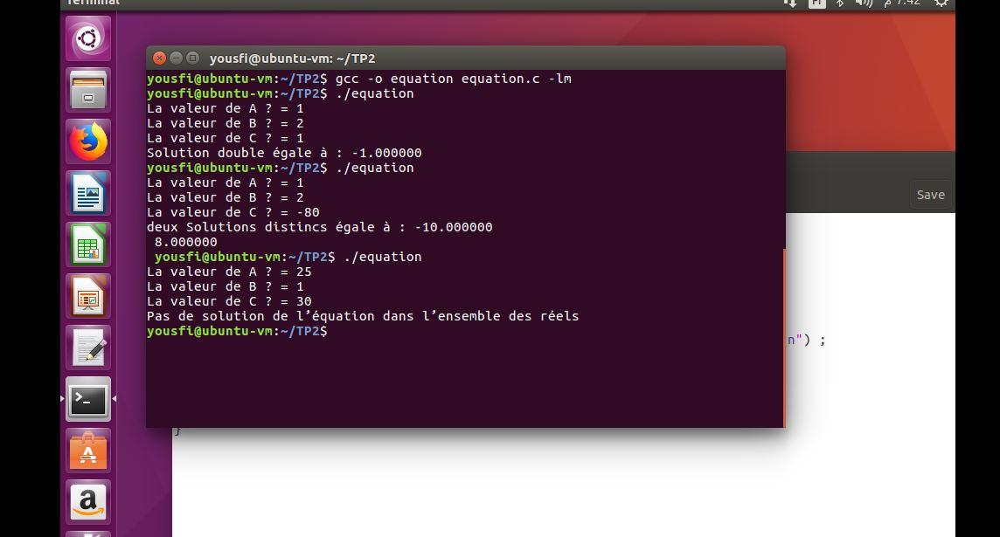 Terminal
Fr
7:42
yousfi@ubuntu-vm: ~/TP2
yousfi@ubuntu-vm:~/TP2$ gcc -o equation equation.c -lm
yousfi@ubuntu-vm:~/TP2$ ./equation
La valeur de A ? = 1
La valeur de B ? = 2
La valeur de C ? = 1
Solution double égale à : -1.000000
yousfi@ubuntu-vm:~/TP2$ ./equation
La valeur de A ? = 1
La valeur de B ? = 2
La valeur de C ? = -80
deux Solutions distincs égale à : -10.000000
8.000000
yousfi@ubuntu-vm:~/TP2$ ./equation
La valeur de A ? = 25
La valeur de B ? = 1
La valeur de C ? = 30
Pas de solution de l’équation dans l’ensemble des réels
yousfi@ubuntu-vm:~/TP2$
Save
n") ;
}